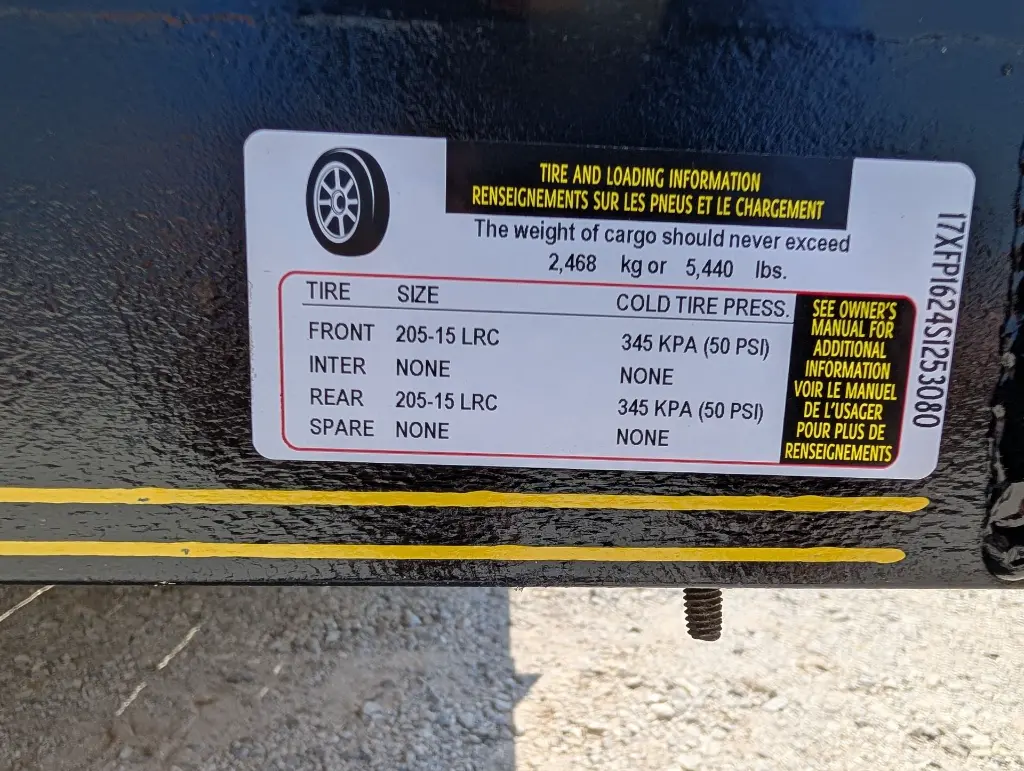 TIRE AND LOADING INFORMATION
RENSEIGNEMENTS SUR LES PNEUS ET LE CHARGEMENT
The weight of cargo should never exceed
2,468 kg or 5,440 lbs.
TIRE SIZE COLD TIRE PRESS.
FRONT 205-15 LRC 345 KPA (50 PSI)
INTER NONE NONE
REAR 205-15 LRC 345 KPA (50 PSI)
SPARE NONE NONE
SEE OWNER'S
MANUAL FOR
ADDITIONAL
INFORMATION
VOIR LE MANUEL
DE L'USAGER
POUR PLUS DE
RENSEIGNEMENTS
17XFP1624S1253080